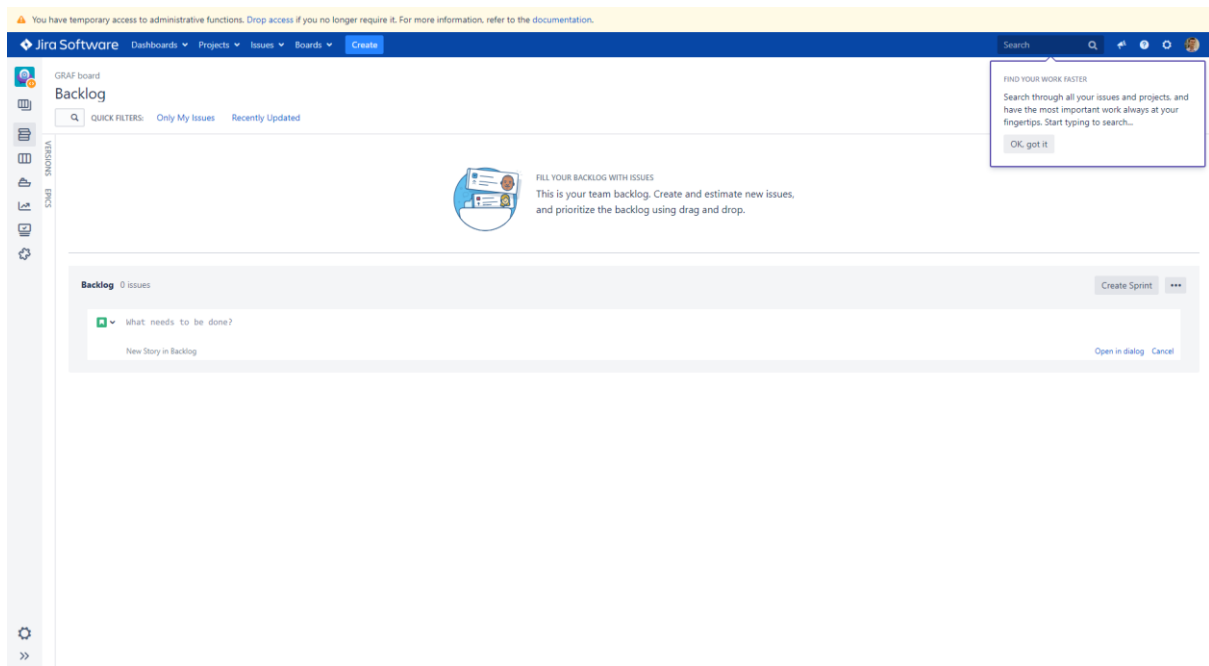 You have temporary access to administrative functions. Drop access if you no longer require it. For more information, refer to the documentation.
Jira Software Dashboards Projects Issues Boards Create Search
GRAF board
Backlog
QUICK FILTERS: Only My Issues Recently Updated
FIND YOUR WORK FASTER
Search through all your issues and projects, and
have the most important work always at your
fingertips. Start typing to search...
OK, got it
VERSIONS
EPICS
FILL YOUR BACKLOG WITH ISSUES
This is your team backlog. Create and estimate new issues,
and prioritize the backlog using drag and drop.
Backlog 0 issues Create Sprint
What needs to be done?
New Story in Backlog Open in dialog Cancel